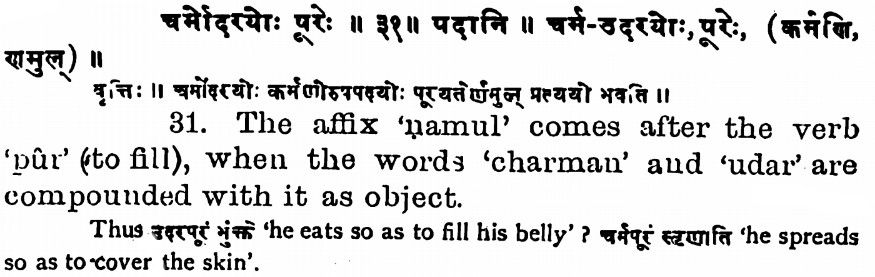 चर्मोदरयोः पूरेः ॥ ३१॥ पदानि ॥ चर्म-उदरयोः, पूरेः, (कर्मणि,
णमुल्) ॥
वृत्तिः ॥ चर्मोदरयोः कर्मणोरुपपदयोः पूरयतेर्णमुल् प्रत्ययो भवति ॥
31. The affix 'ṇamul' comes after the verb
'pûr' (to fill), when the words 'charman' and 'udar' are
compounded with it as object.
Thus उदरपूरं भुंक्ते 'he eats so as to fill his belly' ? चर्मपूरं स्तृणाति 'he spreads
so as to cover the skin'.